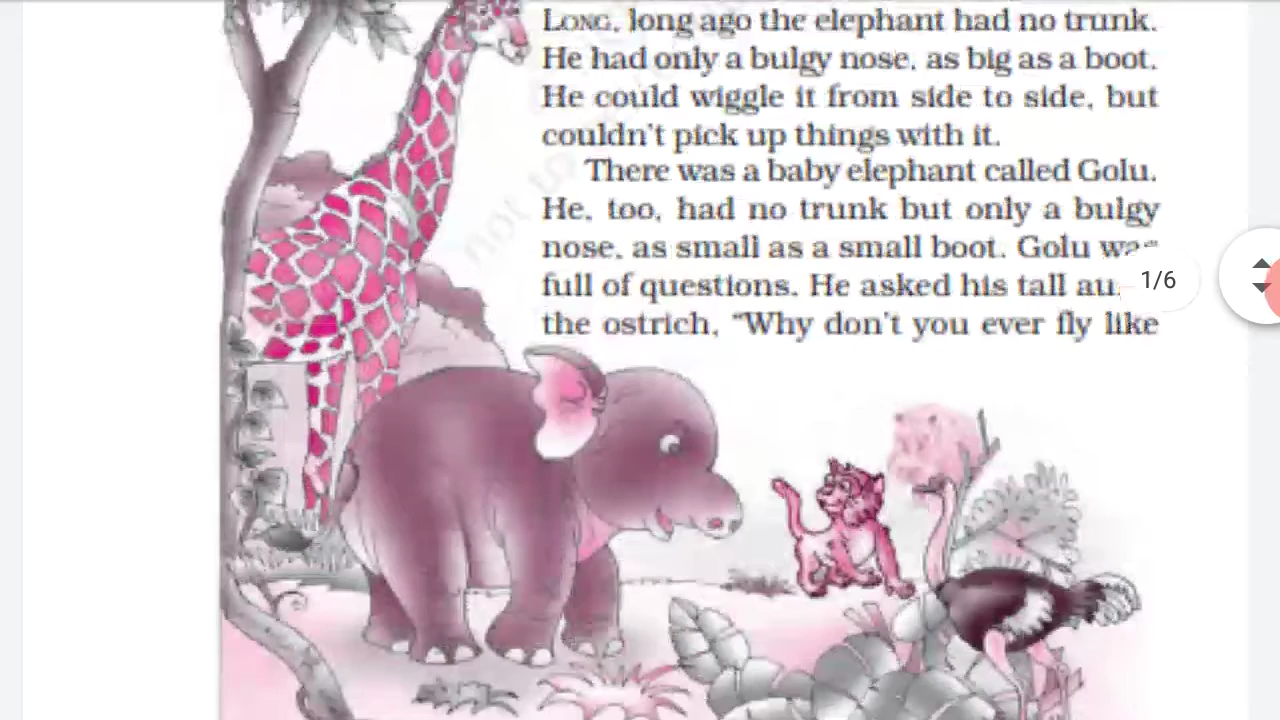 LONG, long ago the elephant had no trunk.
He had only a bulgy nose, as big as a boot.
He could wiggle it from side to side, but
couldn't pick up things with it.
There was a baby elephant called Golu.
He, too, had no trunk but only a bulgy
nose, as small as a small boot. Golu
full of questions. He asked his tall
1/6
the ostrich, "Why don't you ever fly like
not to